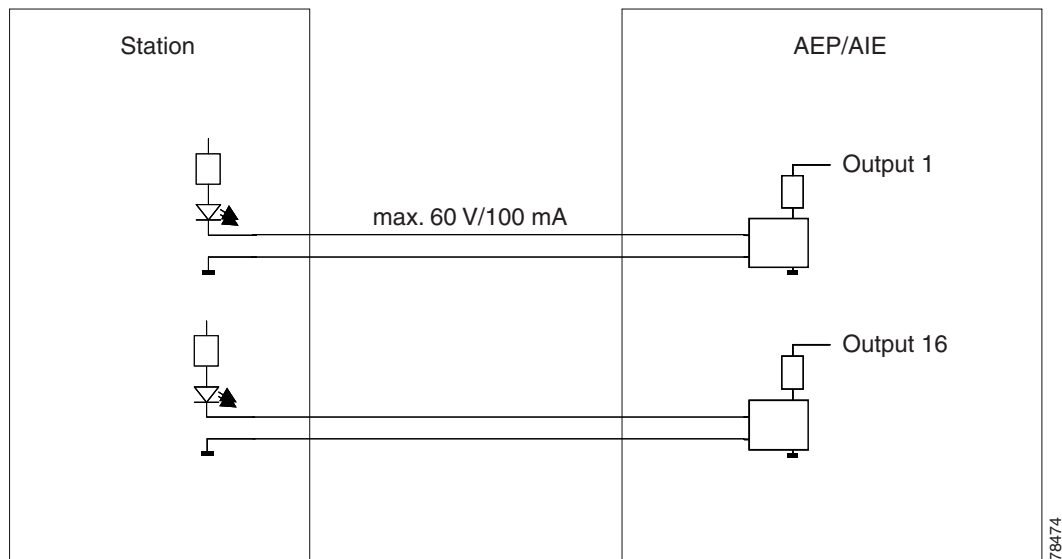 Station
AEP/AIE
Output 1
max. 60 V/100 mA
Output 16
78474